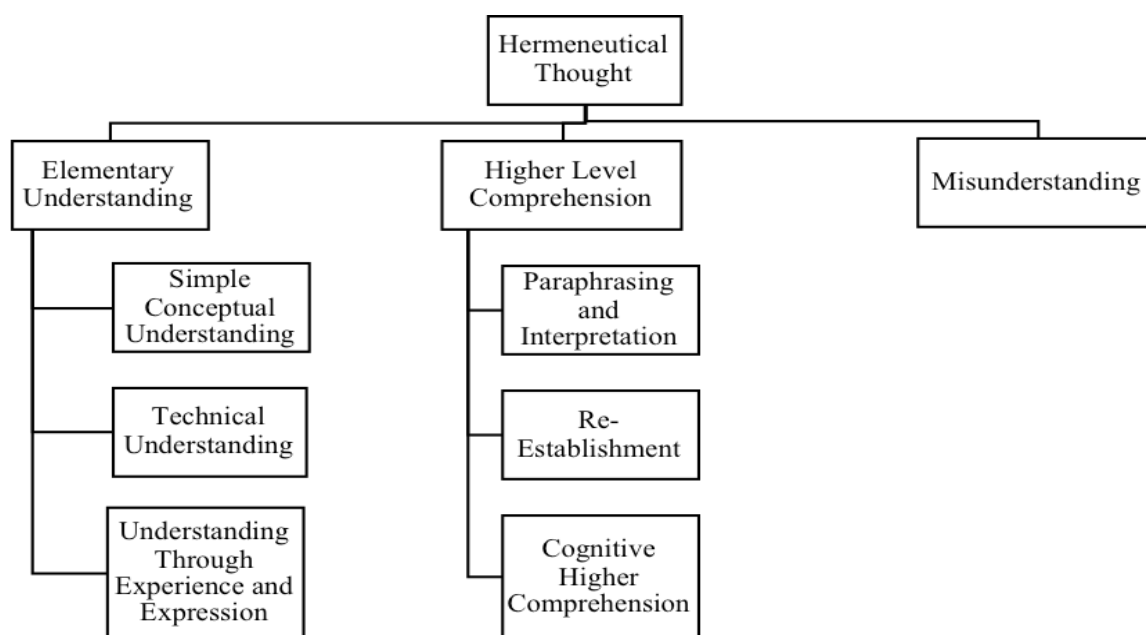 Hermeneutical
Thought
Elementary
Understanding
Higher Level
Comprehension
Misunderstanding
Simple
Conceptual
Understanding
Technical
Understanding
Understanding
Through
Experience and
Expression
Paraphrasing
and
Interpretation
Re-
Establishment
Cognitive
Higher
Comprehension